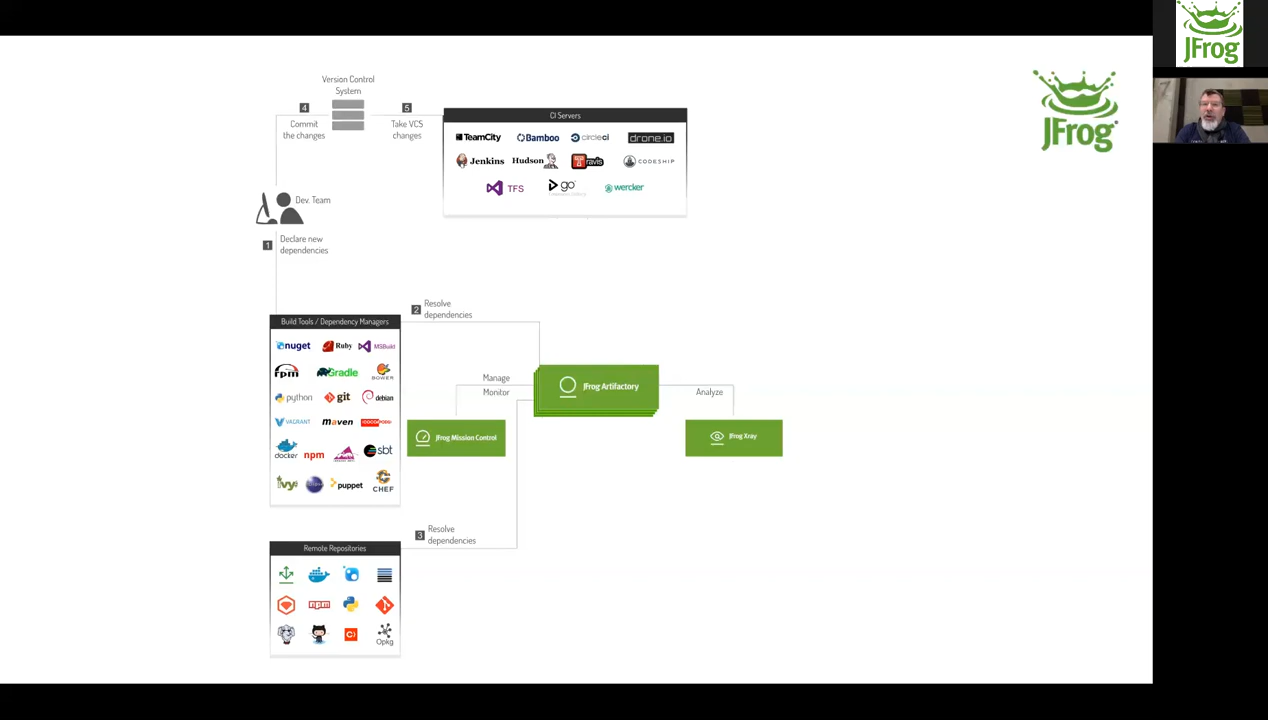 Version Control
System
4
5
Commit
the changes
Take VCS
changes
CI Servers
TeamCity
Bamboo
circleci
drone.io
Jenkins
Hudson
Travis
CODESHIP
TFS
go
wercker
Dev. Team
1
Declare new
dependencies
2
Resolve
dependencies
Build Tools / Dependency Managers
nuget
Ruby
MSBuild
rpm
Gradle
BOWER
python
git
debian
VAGRANT
maven
docker
npm
sbt
ivy
puppet
CHEF
Manage
Monitor
JFrog Artifactory
Analyze
JFrog Mission Control
JFrog Xray
3
Resolve
dependencies
Remote Repositories
npm
Opkg
JFrog
JFrog